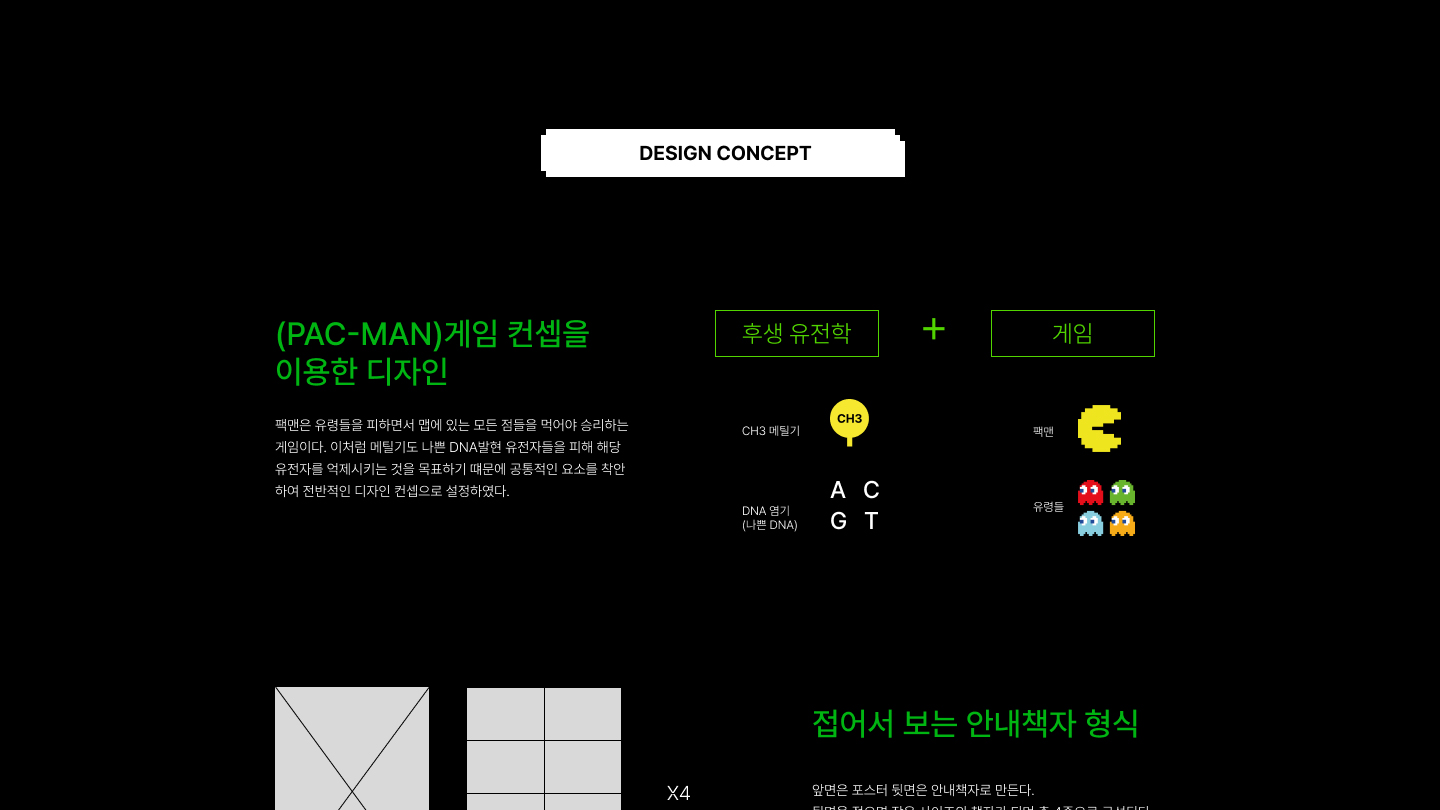 DESIGN CONCEPT
(PAC-MAN)게임 컨셉을
이용한 디자인
팩맨은 유령들을 피하면서 맵에 있는 모든 점들을 먹어야 승리하는
게임이다. 이처럼 메틸기도 나쁜 DNA발현 유전자들을 피해 해당
유전자를 억제시키는 것을 목표하기 떄문에 공통적인 요소를 착안
하여 전반적인 디자인 컨셉으로 설정하였다.
후생 유전학
+
게임
CH3 메틸기
CH3
팩맨
DNA 염기
(나쁜 DNA)
A C
G T
유령들
X4
접어서 보는 안내책자 형식
앞면은 포스터 뒷면은 안내책자로 만든다.